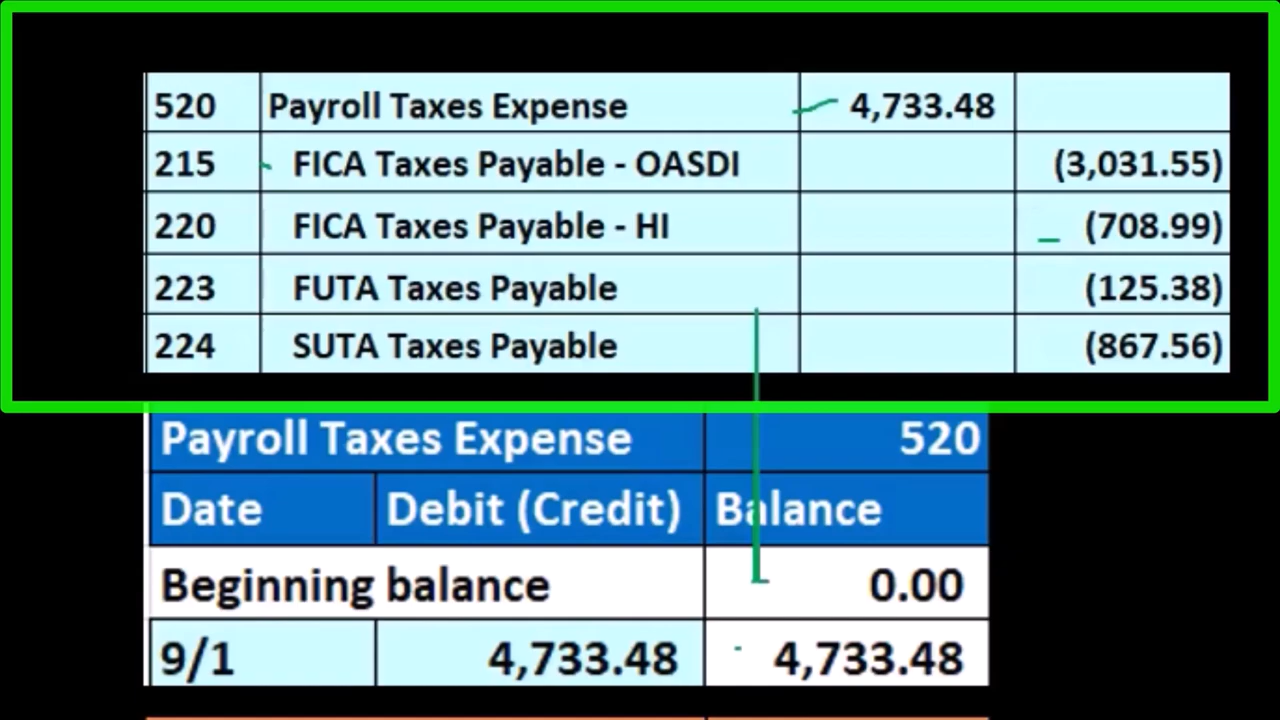 520 Payroll Taxes Expense 4,733.48
215 FICA Taxes Payable - OASDI (3,031.55)
220 FICA Taxes Payable - HI (708.99)
223 FUTA Taxes Payable (125.38)
224 SUTA Taxes Payable (867.56)
Payroll Taxes Expense 520
Date Debit (Credit) Balance
Beginning balance 0.00
9/1 4,733.48 4,733.48